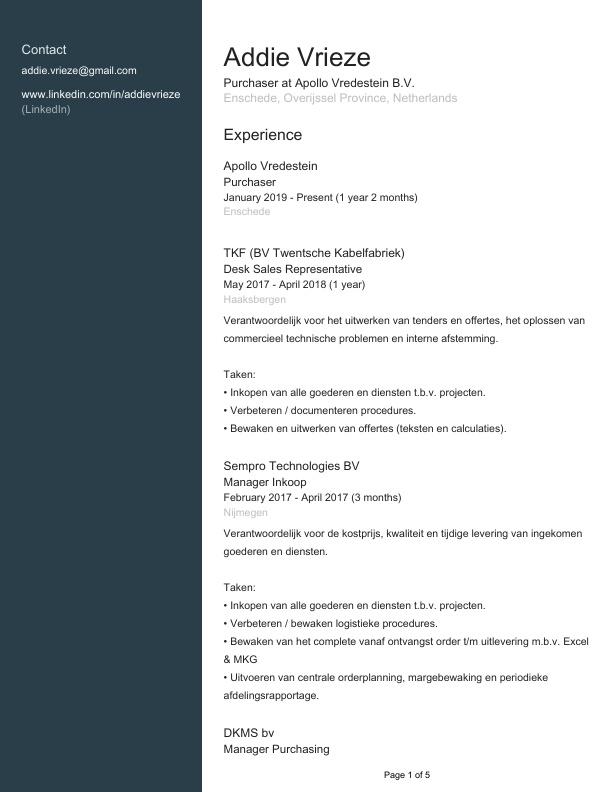 Contact
addie.vrieze@gmail.com
www.linkedin.com/in/addievrieze
(LinkedIn)
Addie Vrieze
Purchaser at Apollo Vredestein B.V.
Enschede, Overijssel Province, Netherlands
Experience
Apollo Vredestein
Purchaser
January 2019 - Present (1 year 2 months)
Enschede
TKF (BV Twentsche Kabelfabriek)
Desk Sales Representative
May 2017 - April 2018 (1 year)
Haaksbergen
Verantwoordelijk voor het uitwerken van tenders en offertes, het oplossen van
commercieel technische problemen en interne afstemming.
Taken:
• Inkopen van alle goederen en diensten t.b.v. projecten.
• Verbeteren / documenteren procedures.
• Bewaken en uitwerken van offertes (teksten en calculaties).
Sempro Technologies BV
Manager Inkoop
February 2017 - April 2017 (3 months)
Nijmegen
Verantwoordelijk voor de kostprijs, kwaliteit en tijdige levering van ingekomen
goederen en diensten.
Taken:
• Inkopen van alle goederen en diensten t.b.v. projecten.
• Verbeteren / bewaken logistieke procedures.
• Bewaken van het complete vanaf ontvangst order t/m uitlevering m.b.v. Excel
& MKG
• Uitvoeren van centrale orderplanning, margebewaking en periodieke
afdelingsrapportage.
DKMS bv
Manager Purchasing
Page 1 of 5